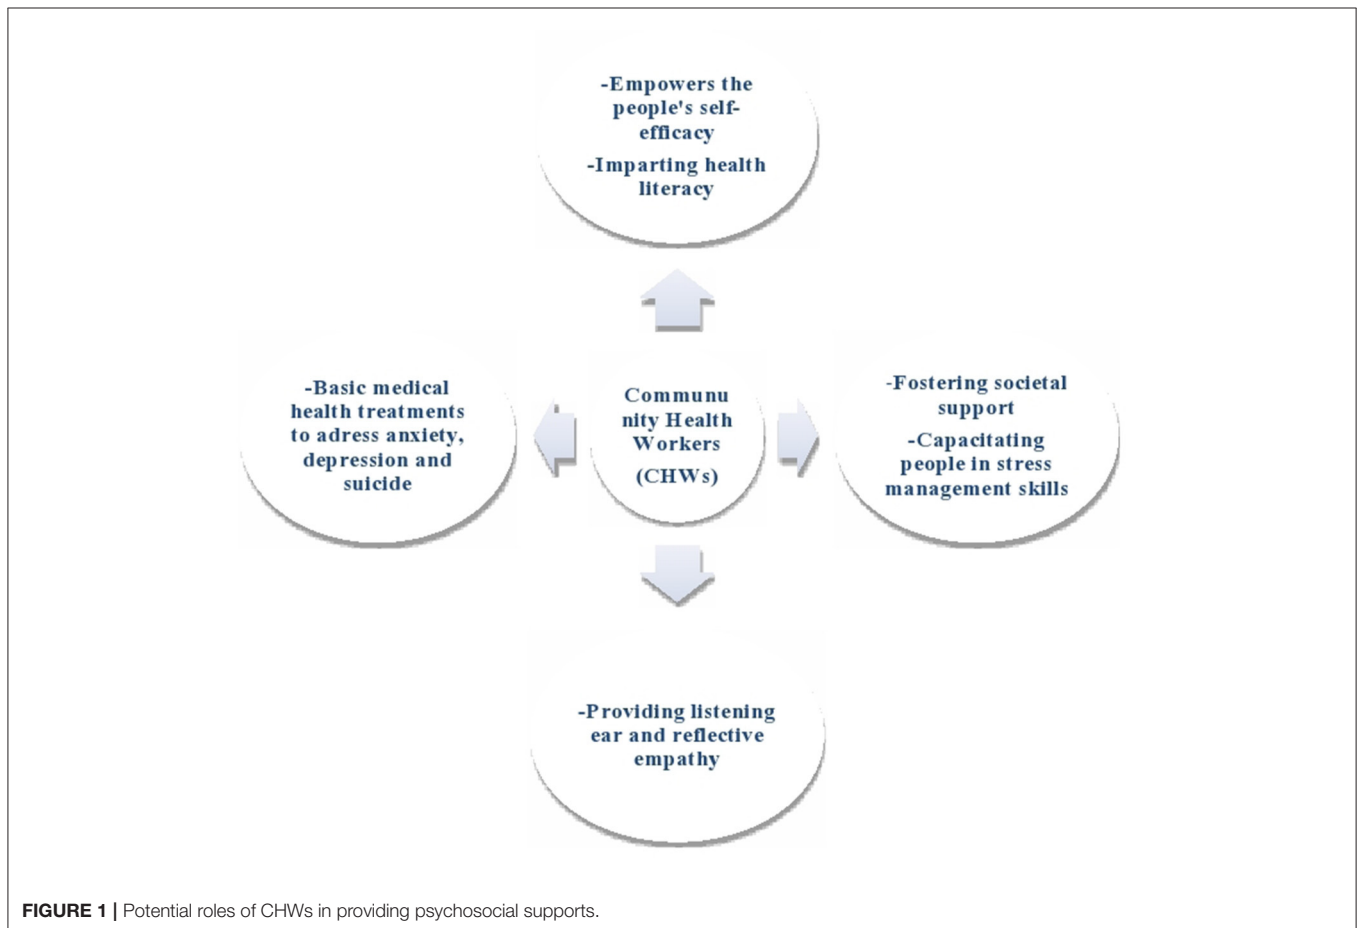 -Empowers the
people's self-
efficacy
-Imparting health
literacy
-Basic medical
health treatments
to adress anxiety,
depression and
suicide
Communu
nity Health
Workers
(CHWs)
-Fostering societal
support
-Capacitating
people in stress
management skills
-Providing listening
ear and reflective
empathy
FIGURE 1 | Potential roles of CHWs in providing psychosocial supports.